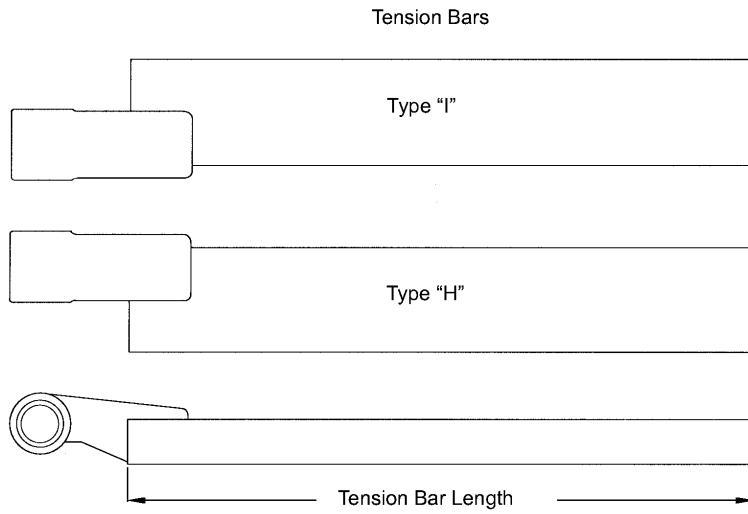 Tension Bars
Type “I”
Type “H”
Tension Bar Length